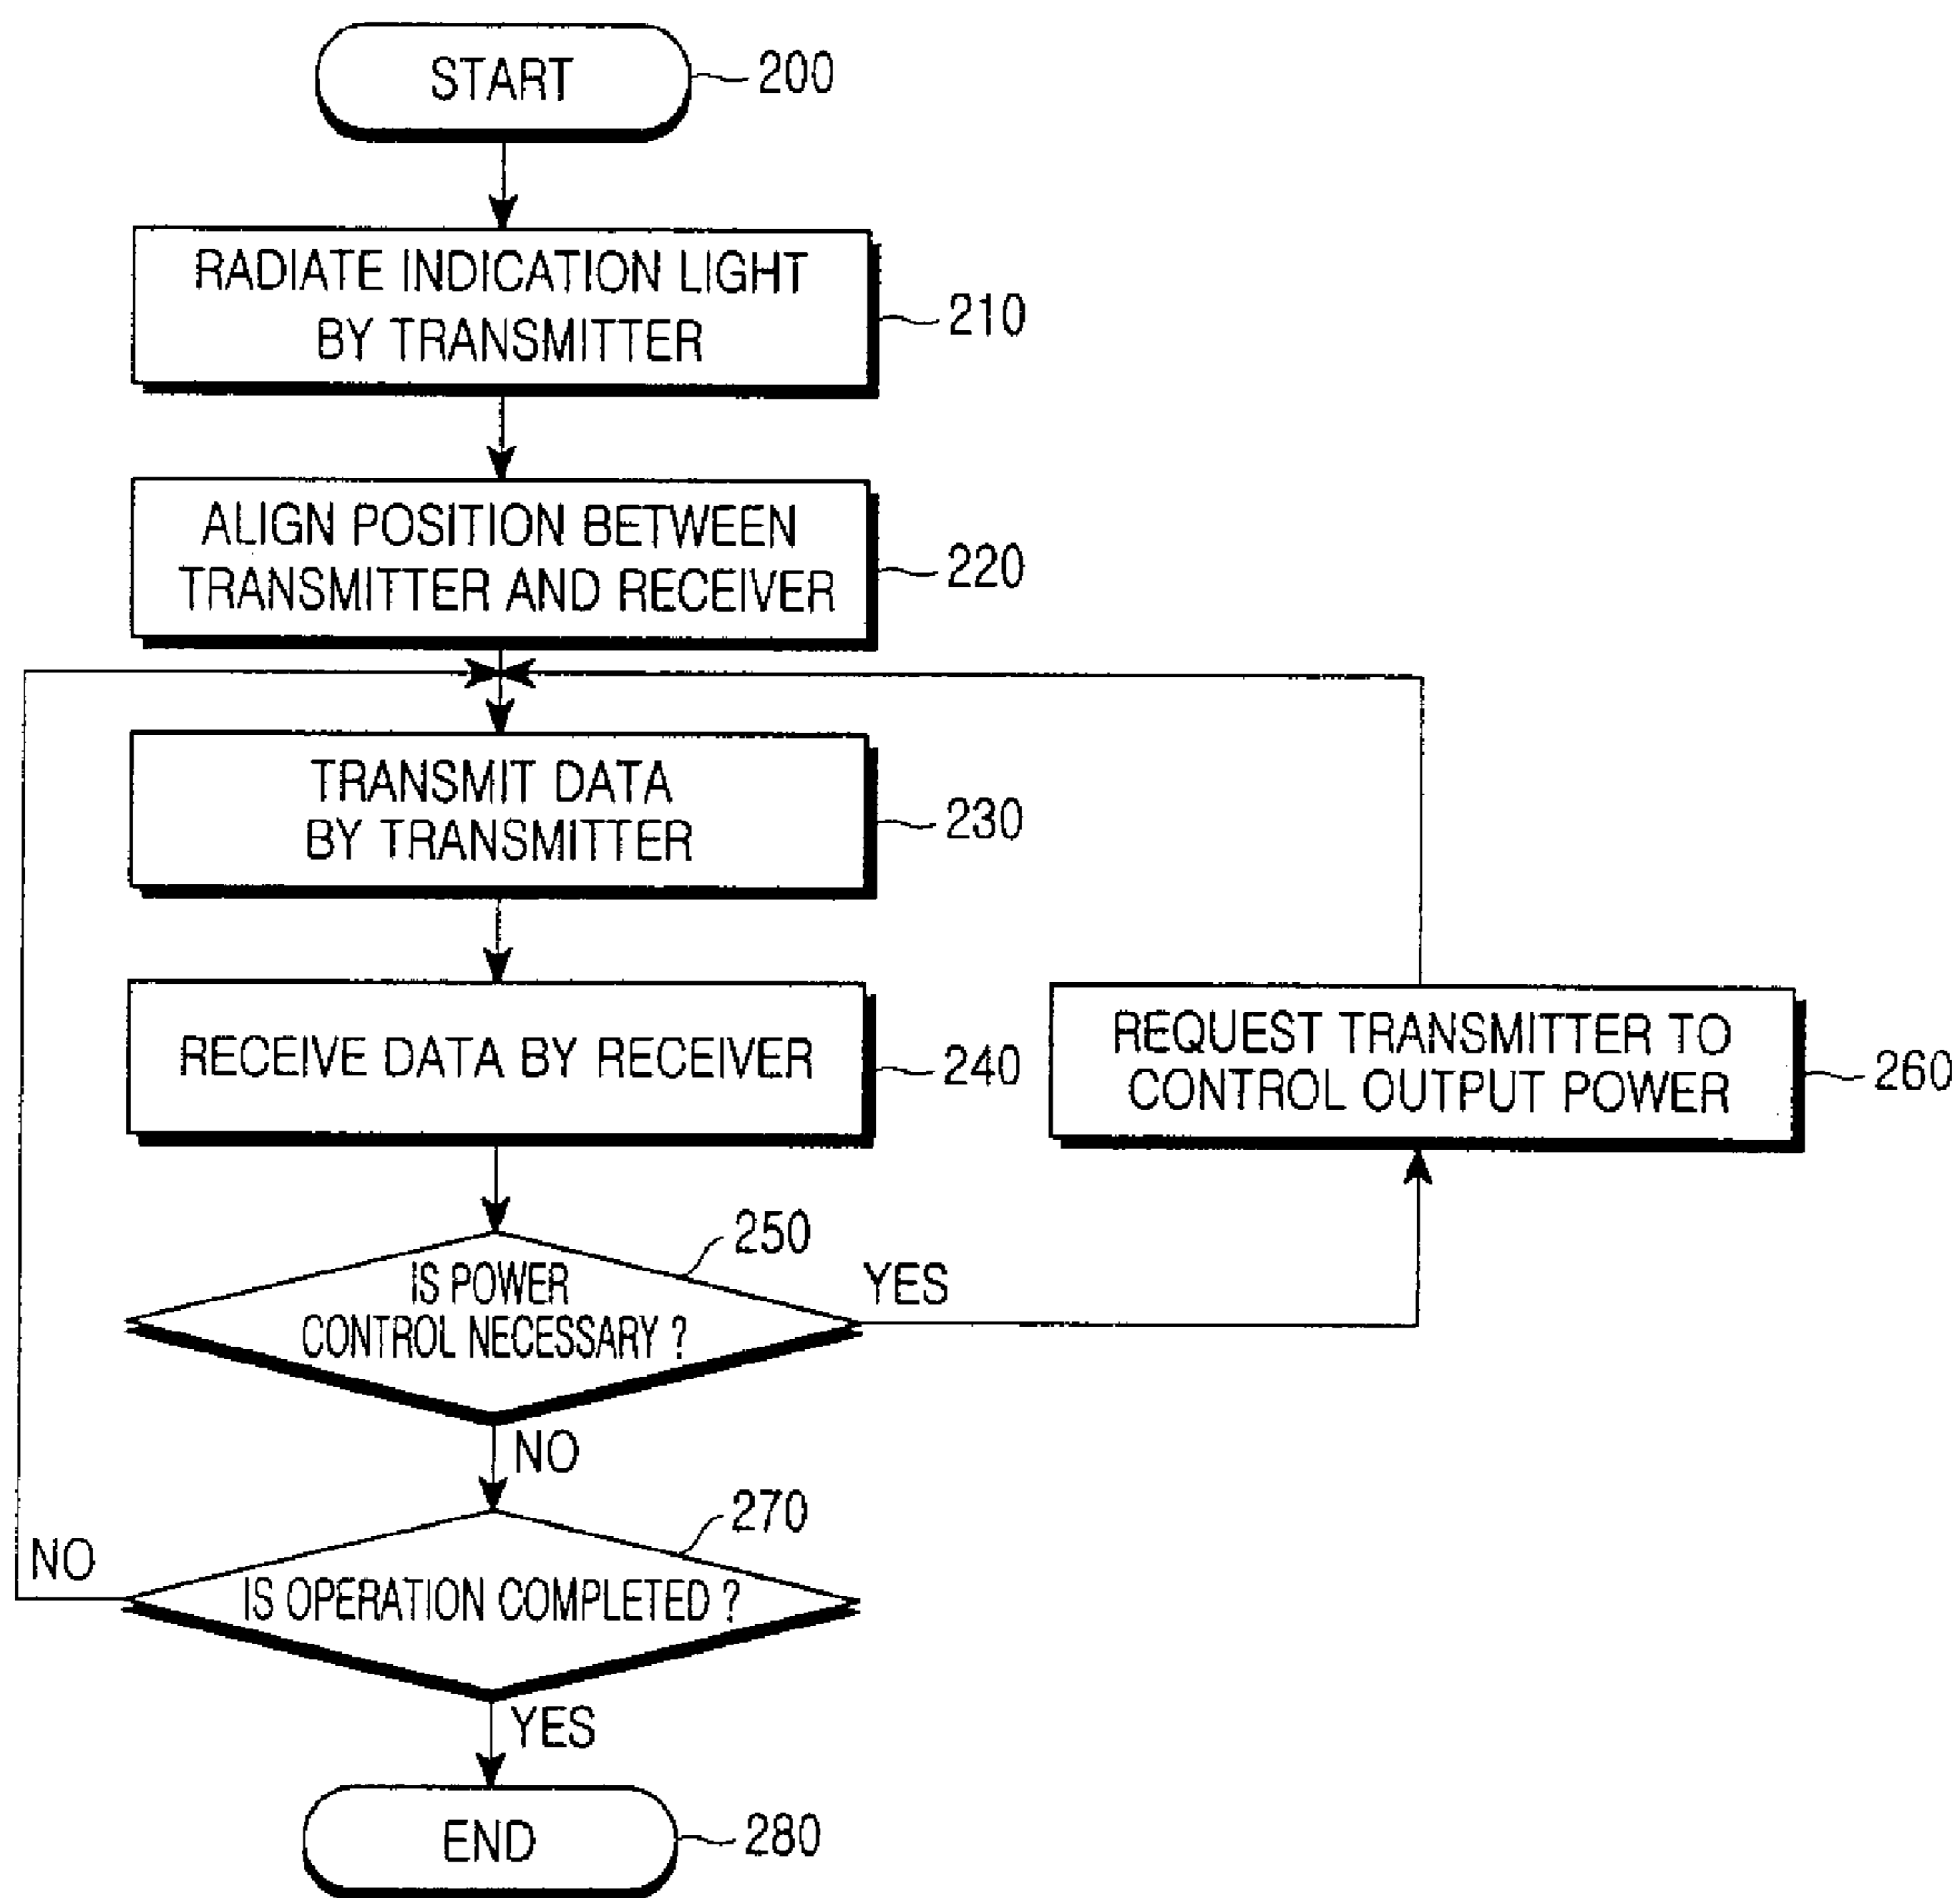 START
200
RADIATE INDICATION LIGHT
BY TRANSMITTER
210
ALIGN POSITION BETWEEN
TRANSMITTER AND RECEIVER
220
TRANSMIT DATA
BY TRANSMITTER
230
RECEIVE DATA BY RECEIVER
240
REQUEST TRANSMITTER TO
CONTROL OUTPUT POWER
260
250
IS POWER
CONTROL NECESSARY ?
YES
NO
270
NO
IS OPERATION COMPLETED ?
YES
END
280